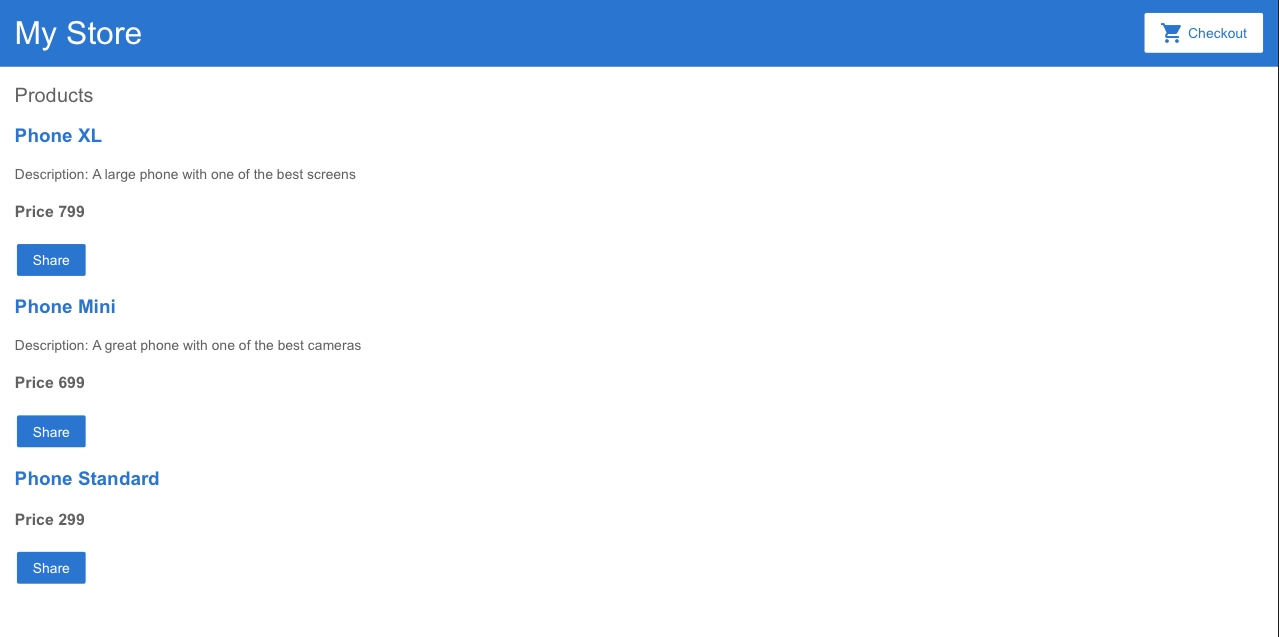 My Store
Checkout
Products
Phone XL
Description: A large phone with one of the best screens
Price 799
Share
Phone Mini
Description: A great phone with one of the best cameras
Price 699
Share
Phone Standard
Price 299
Share